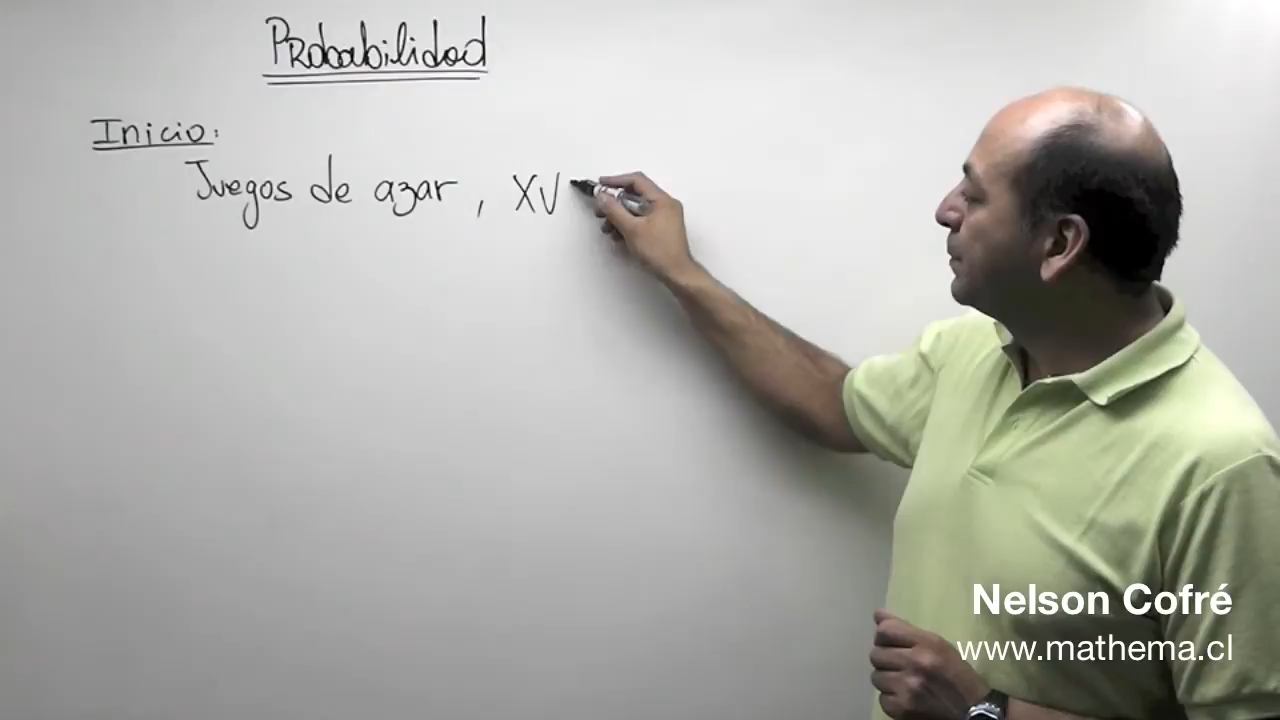 Probabilidad
Inicio:
Juegos de azar, XV
Nelson Cofré
www.mathema.cl